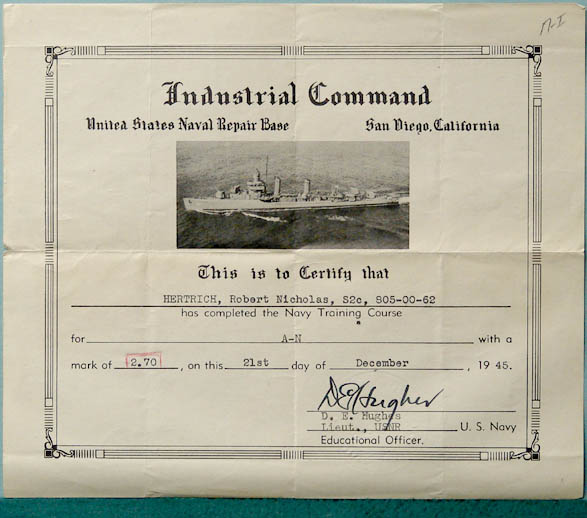 Industrial Command
United States Naval Repair Base San Diego, California
This is to Certify that
HERTRICH, Robert Nicholas, S2c, 805-00-62
has completed the Navy Training Course
for A-N with a
mark of 2.70, on this 21st day of December, 1945.
D E Hughes
D. E. Hughes
Lieut., USNR U. S. Navy
Educational Officer.